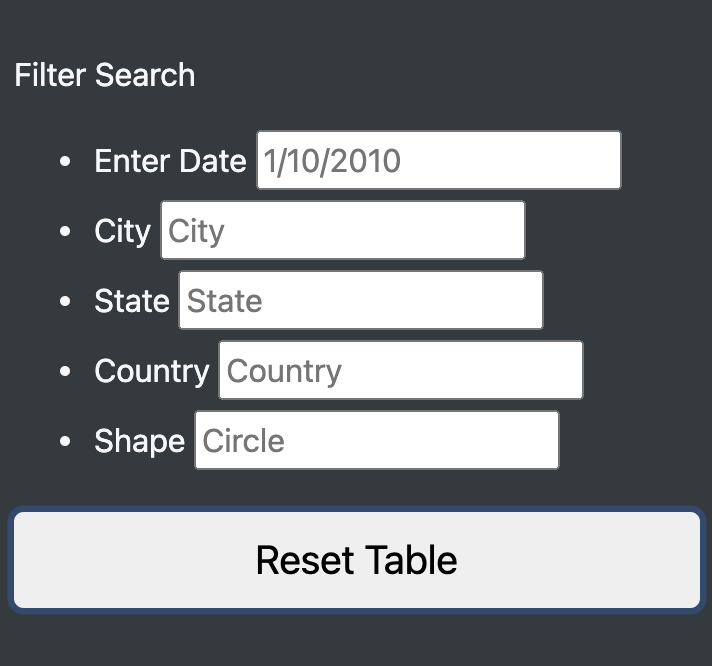 Filter Search
• Enter Date 1/10/2010
• City City
• State State
• Country Country
• Shape Circle
Reset Table